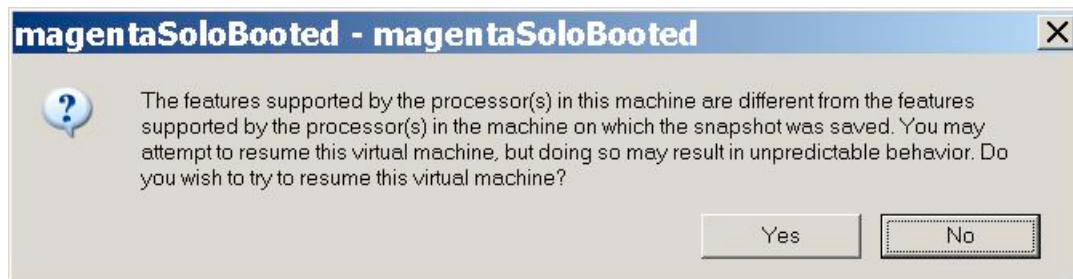 magentaSoloBooted - magentaSoloBooted
The features supported by the processor(s) in this machine are different from the features
supported by the processor(s) in the machine on which the snapshot was saved. You may
attempt to resume this virtual machine, but doing so may result in unpredictable behavior. Do
you wish to try to resume this virtual machine?
Yes No